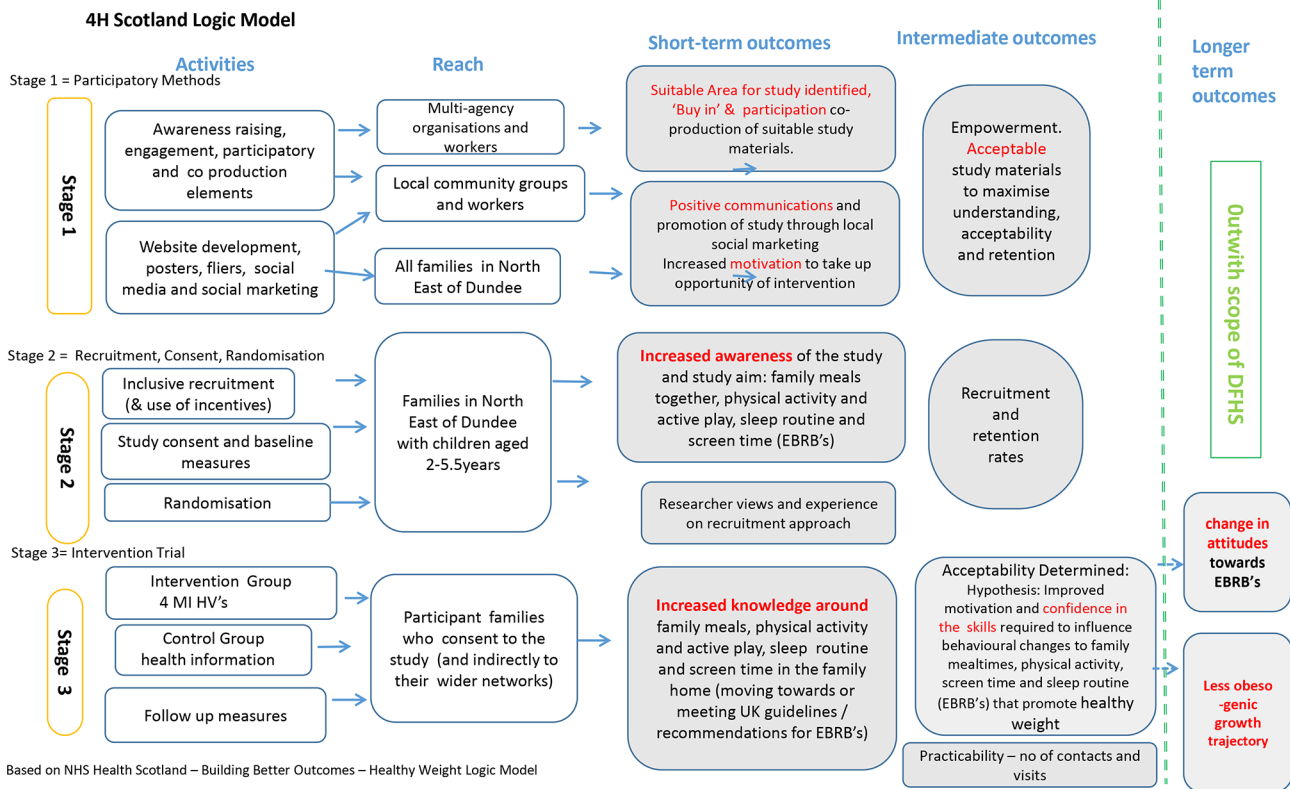 4H Scotland Logic Model
Activities
Reach
Short-term outcomes
Intermediate outcomes
Longer
term
outcomes
Stage 1 = Participatory Methods
Stage 1
Awareness raising,
engagement, participatory
and  co production
elements
Website development,
posters, fliers,  social
media and social marketing
Multi-agency
organisations and
workers
Local community groups
and workers
All families  in North
East of Dundee
Suitable Area for study identified,
‘Buy in’ &  participation co-
production of suitable study
materials.
Positive communications and
promotion of study through local
social marketing
Increased motivation to take up
opportunity of intervention
Empowerment.
Acceptable
study materials
to maximise
understanding,
acceptability
and retention
Outwith scope of DFHS
Stage 2 =  Recruitment, Consent, Randomisation
Stage 2
Inclusive recruitment
(& use of incentives)
Study consent and baseline
measures
Randomisation
Families in North
East of Dundee
with children aged
2-5.5years
Increased awareness of the study
and study aim: family meals
together, physical activity and
active play, sleep routine and
screen time (EBRB’s)
Researcher views and experience
on recruitment approach
Recruitment
and
retention
rates
Stage 3= Intervention Trial
Stage 3
Intervention  Group
4 MI HV’s
Control Group
health information
Follow up measures
Participant  families
who  consent to the
study  (and indirectly to
their wider networks)
Increased knowledge around
family meals, physical activity
and active play, sleep  routine
and screen time in the family
home (moving towards or
meeting UK guidelines /
recommendations for EBRB’s)
Acceptability Determined:
Hypothesis: Improved
motivation and confidence in
the skills required to influence
behavioural changes to family
mealtimes, physical activity,
screen time and sleep routine
(EBRB’s) that promote healthy
weight
Practicability – no of contacts and
visits
change in
attitudes
towards
EBRB’s
Less obeso
-genic
growth
trajectory
Based on NHS Health Scotland – Building Better Outcomes – Healthy Weight Logic Model